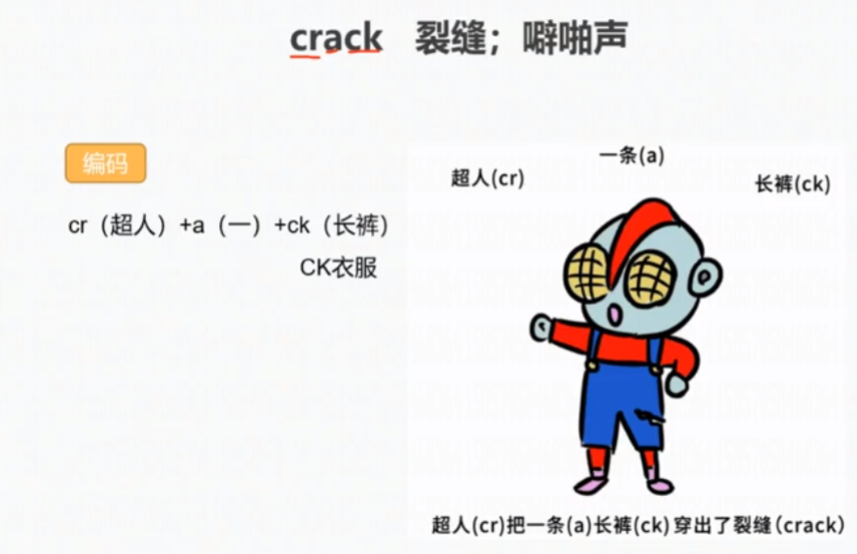 crack 裂缝；噼啪声
编码
cr（超人）+a（一）+ck（长裤）
CK衣服
一条(a)
超人(cr)
长裤(ck)
超人(cr)把一条(a)长裤(ck)穿出了裂缝(crack)